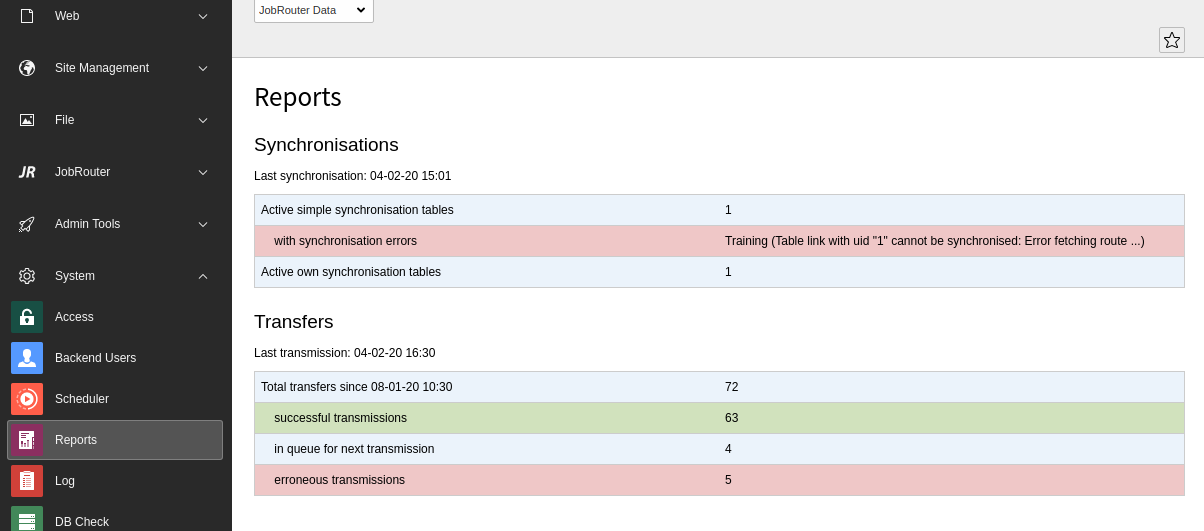 Web
Site Management
File
JR JobRouter
Admin Tools
System
Access
Backend Users
Scheduler
Reports
Log
DB Check
JobRouter Data
Reports
Synchronisations
Last synchronisation: 04-02-20 15:01
Active simple synchronisation tables 1
with synchronisation errors Training (Table link with uid "1" cannot be synchronised: Error fetching route ...)
Active own synchronisation tables 1
Transfers
Last transmission: 04-02-20 16:30
Total transfers since 08-01-20 10:30 72
successful transmissions 63
in queue for next transmission 4
erroneous transmissions 5